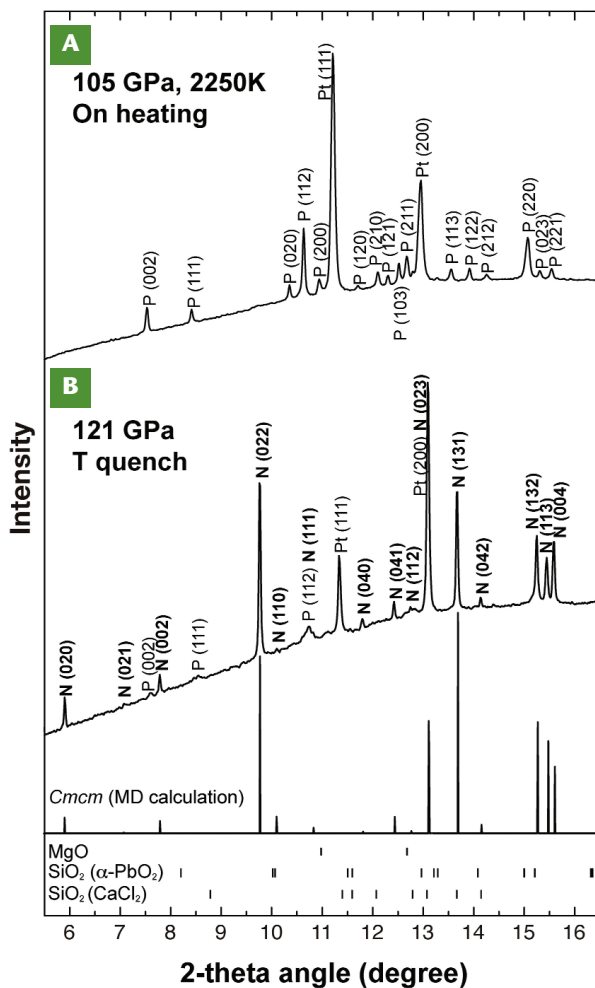 A
105 GPa, 2250K
On heating
P (002)
P (111)
P (020)
P (112)
P (200)
Pt (111)
P (120)
P (210)
P (121)
P (103)
P (211)
Pt (200)
P (113)
P (122)
P (212)
P (220)
P (023)
P (221)
B
121 GPa
T quench
N (020)
N (021)
P (002)
N (002)
P (111)
N (022)
N (110)
P (112) N (111)
Pt (111)
N (040)
N (041)
N (112)
Pt (200) N (023)
N (131)
N (042)
N (132)
N (113)
N (004)
Intensity
Cmcm (MD calculation)
MgO
SiO₂ (α-PbO₂)
SiO₂ (CaCl₂)
6 7 8 9 10 11 12 13 14 15 16
2-theta angle (degree)